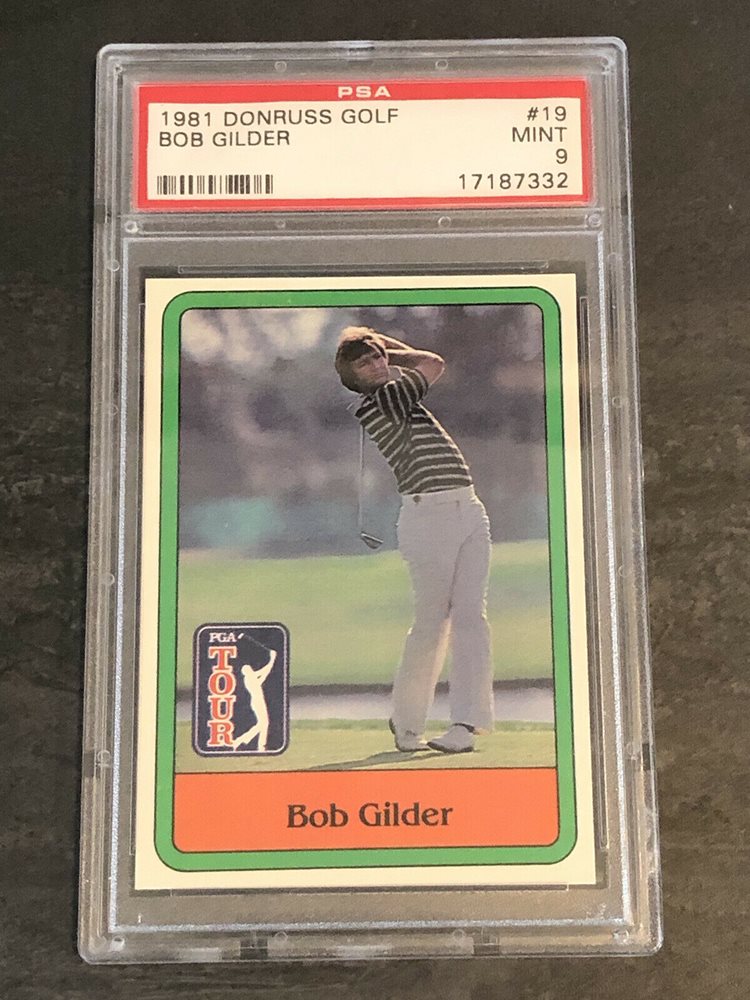 PSA
1981 DONRUSS GOLF #19
BOB GILDER MINT
9
17187332
PGA
TOUR
Bob Gilder